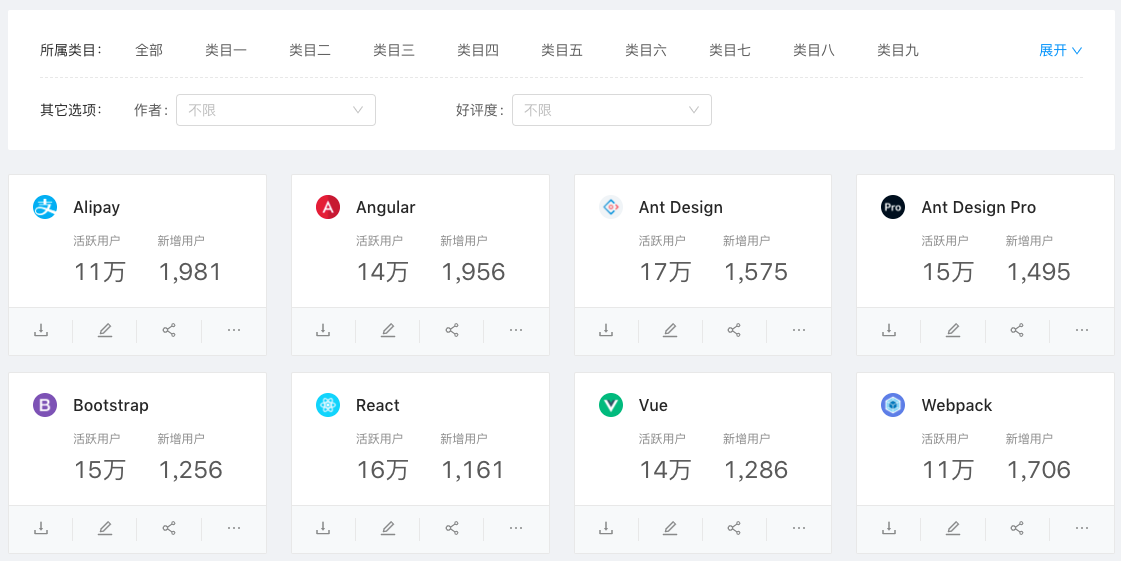 所属类目: 全部 类目一 类目二 类目三 类目四 类目五 类目六 类目七 类目八 类目九 展开
其它选项: 作者: 不限 好评度: 不限
Alipay
活跃用户 新增用户
11万 1,981
Angular
活跃用户 新增用户
14万 1,956
Ant Design
活跃用户 新增用户
17万 1,575
Pro Ant Design Pro
活跃用户 新增用户
15万 1,495
Bootstrap
活跃用户 新增用户
15万 1,256
React
活跃用户 新增用户
16万 1,161
Vue
活跃用户 新增用户
14万 1,286
Webpack
活跃用户 新增用户
11万 1,706